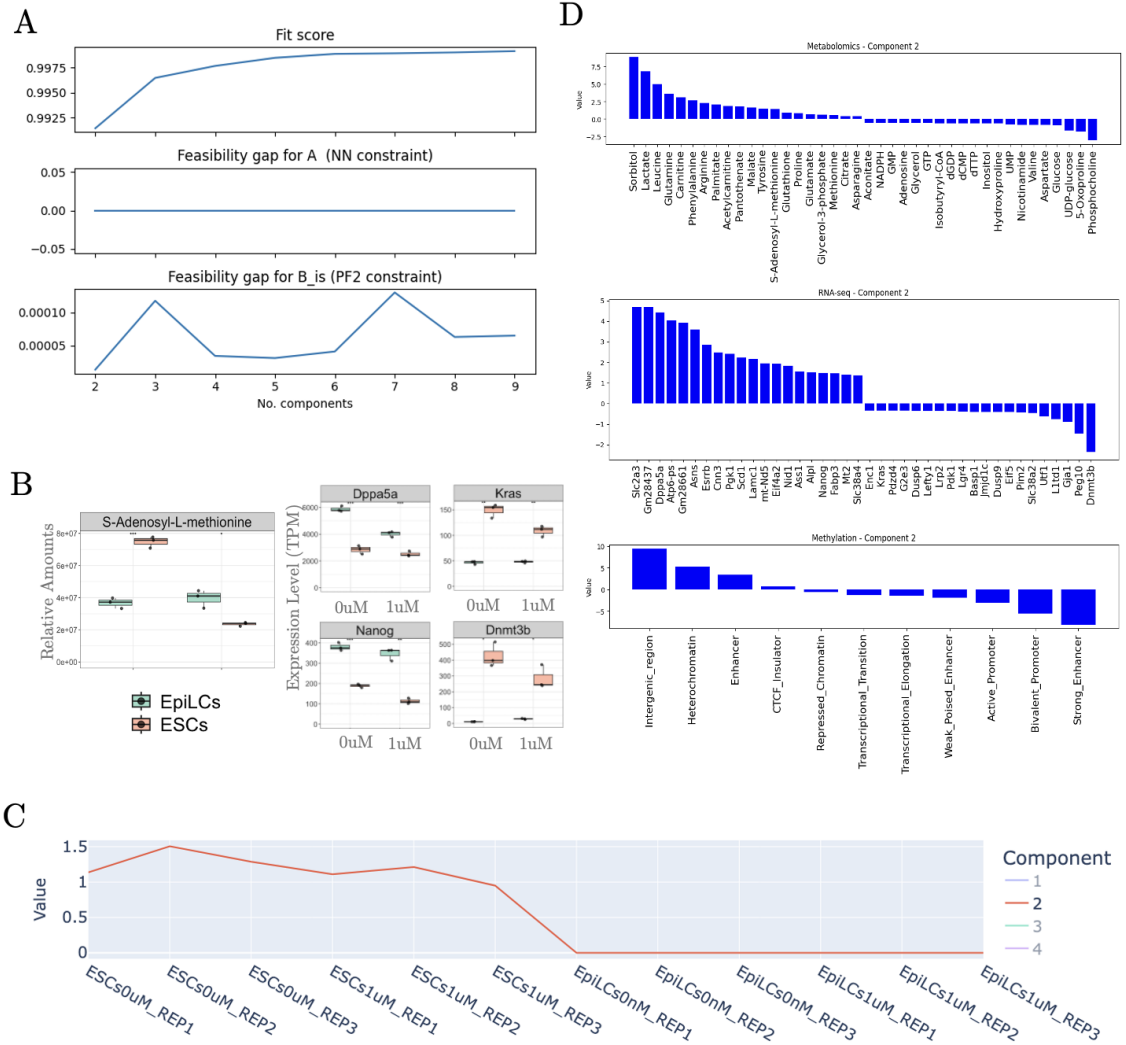 A
Fit score
0.9975
0.9950
0.9925
Feasibility gap for A (NN constraint)
0.05
0.00
−0.05
Feasibility gap for B_is (PF2 constraint)
0.00010
0.00005
2 3 4 5 6 7 8 9
No. components
B
S-Adenosyl-L-methionine
Relative Amounts
8e+07
6e+07
4e+07
2e+07
0e+00
*** *
EpiLCs
ESCs
Expression Level (TPM)
Dppa5a
6000
4000
2000
0
*** ***
0uM 1uM
Kras
150
100
50
0
** **
Nanog
400
300
200
100
0
*** **
0uM 1uM
Dnmt3b
500
400
300
200
100
0
* *
0uM 1uM
C
Value
1.5
1
0.5
0
ESCs0uM_REP1
ESCs0uM_REP2
ESCs0uM_REP3
ESCs1uM_REP1
ESCs1uM_REP2
ESCs1uM_REP3
EpiLCs0nM_REP1
EpiLCs0nM_REP2
EpiLCs0nM_REP3
EpiLCs1uM_REP1
EpiLCs1uM_REP2
EpiLCs1uM_REP3
Component
1
2
3
4
D
Metabolomics - Component 2
Value
7.5
5.0
2.5
0.0
−2.5
Sorbitol
Lactate
Leucine
Glutamine
Carnitine
Phenylalanine
Arginine
Palmitate
Acetylcarnitine
Pantothenate
Malate
Tyrosine
S-Adenosyl-L-methionine
Glutathione
Proline
Glutamate
Glycerol-3-phosphate
Methionine
Citrate
Asparagine
Aconitate
NADPH
GMP
Adenosine
Glycerol
GTP
Isobutyryl-CoA
dGDP
dCMP
dTTP
Inositol
Hydroxyproline
UMP
Nicotinamide
Valine
Aspartate
Glucose
UDP-glucose
5-Oxoproline
Phosphocholine
RNA-seq - Component 2
Value
5
4
3
2
1
0
−1
−2
Slc2a3
Gm28437
Dppa5a
Atp6-ps
Gm28661
Asns
Esrrb
Cnn3
Pgk1
Scd1
Lamc1
mt-Nd5
Eif4a2
Igfld1
Ass1
Alpl
Nanog
Fabp3
Mt2
Slc38a4
Enc1
Kras
Pdzd4
G2e3
Dusp6
Lefty1
Lrp2
Pdk1
Lgr4
Basp1
Jmjd1c
Dusp9
Eif5
Pim2
Slc38a2
Utf1
L1td1
Gja1
Peg10
Dnmt3b
Methylation - Component 2
Value
10
5
0
−5
Intergenic_region
Heterochromatin
Enhancer
CTCF_Insulator
Repressed_Chromatin
Transcriptional_Transition
Transcriptional_Elongation
Weak_Poised_Enhancer
Active_Promoter
Bivalent_Promoter
Strong_Enhancer